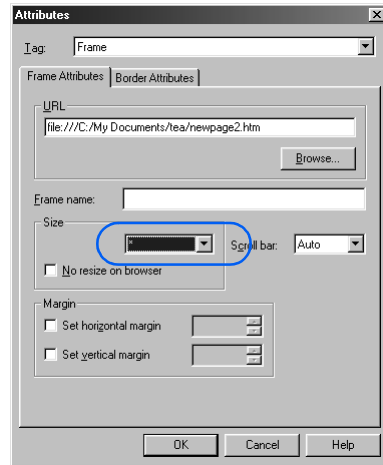 Attributes
Tag: Frame
Frame Attributes Border Attributes
URL
file:///C:/My Documents/tea/newpage2.htm
Browse...
Frame name:
Size
* Scroll bar: Auto
No resize on browser
Margin
Set horizontal margin
Set vertical margin
OK Cancel Help